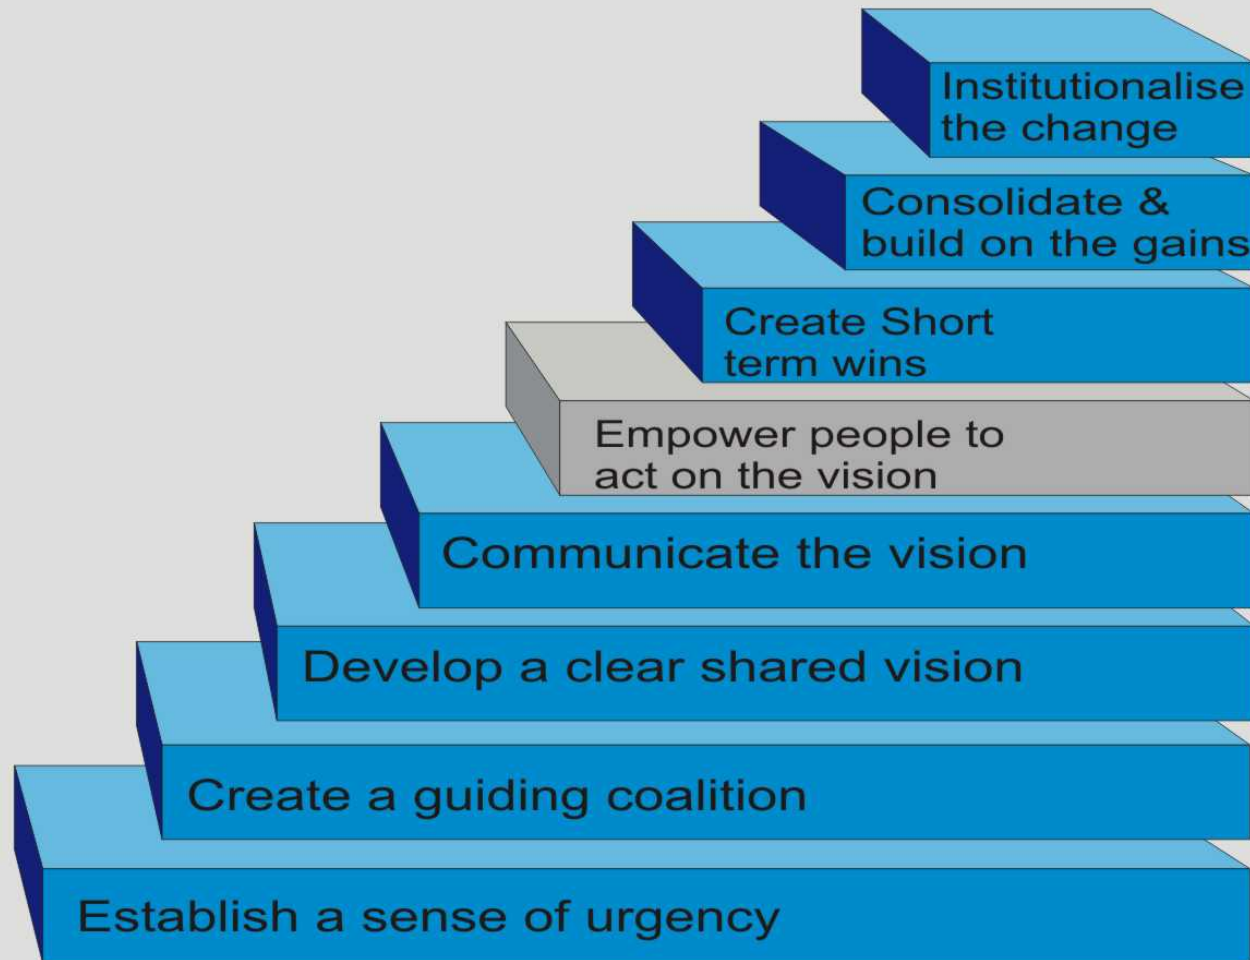 Institutionalise
the change
Consolidate &
build on the gains
Create Short
term wins
Empower people to
act on the vision
Communicate the vision
Develop a clear shared vision
Create a guiding coalition
Establish a sense of urgency